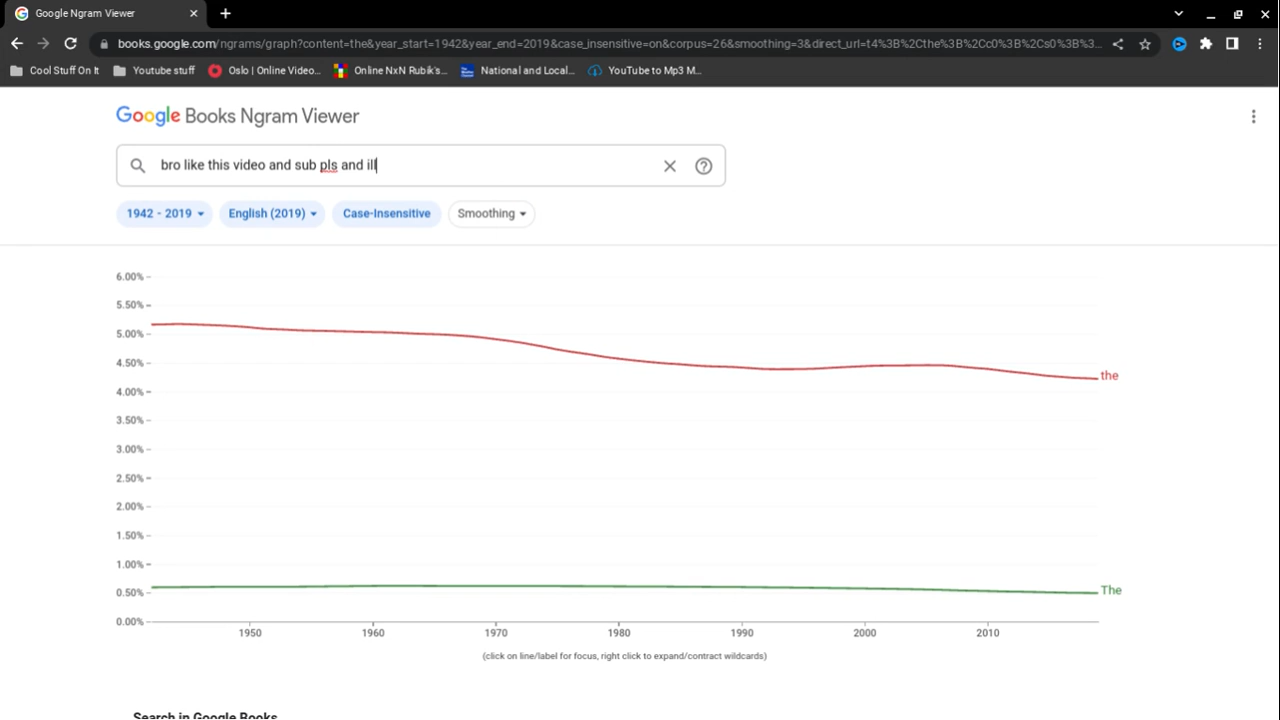 Google Ngram Viewer
books.google.com/ngrams/graph?content=the&year_start=1942&year_end=2019&case_insensitive=on&corpus=26&smoothing=3&direct_url=t4%3B%2Cthe%3B%2Cc0%3B%2Cs0%3B%3...
Cool Stuff On It Youtube stuff Oslo | Online Video... Online NxN Rubik's... National and Local... YouTube to Mp3 M...
Google Books Ngram Viewer
bro like this video and sub pls and ill
1942 - 2019 English (2019) Case-Insensitive Smoothing
6.00%
5.50%
5.00%
4.50%
the
4.00%
3.50%
3.00%
2.50%
2.00%
1.50%
1.00%
0.50%
The
0.00%
1950 1960 1970 1980 1990 2000 2010
(click on line/label for focus, right click to expand/contract wildcards)
Search in Google Books